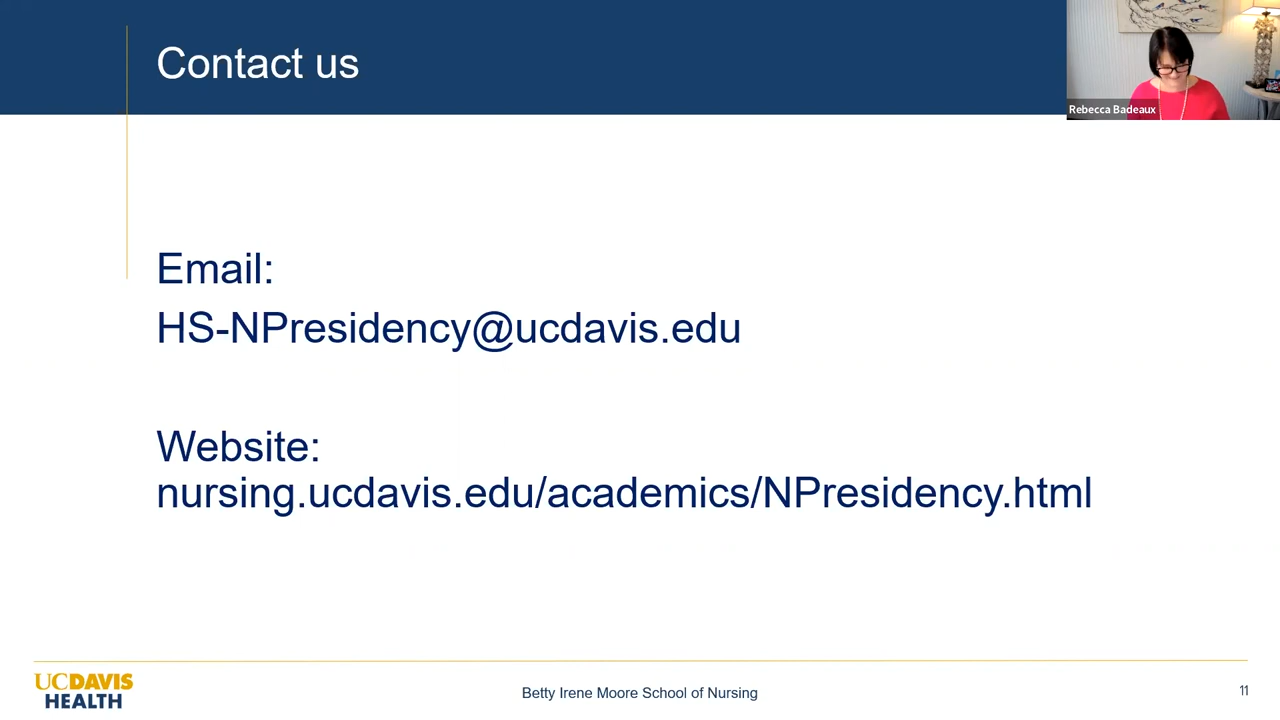 Contact us
Rebecca Badeaux
Email:
HS-NPresidency@ucdavis.edu
Website:
nursing.ucdavis.edu/academics/NPresidency.html
UCDAVIS
HEALTH
Betty Irene Moore School of Nursing
11